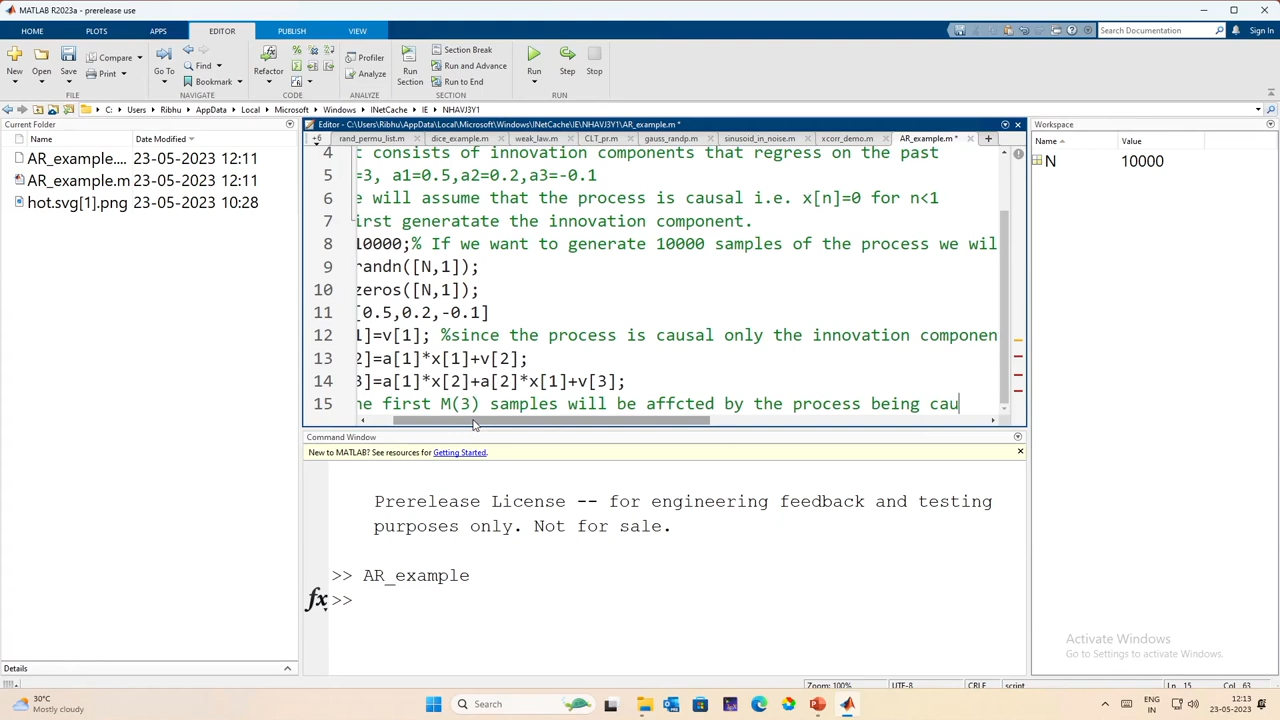 MATLAB R2023a - prerelease use
HOME PLOTS APPS EDITOR PUBLISH VIEW Search Documentation Sign In
New Open Save Compare Print Go To Find Bookmark Refactor Profiler Analyze Run Section Section Break Run and Advance Run to End Run Step Stop
FILE NAVIGATE CODE ANALYZE SECTION RUN
C: Users Ribhu AppData Local Microsoft Windows INetCache IE NHAVJ3Y1
Current Folder
Name Date Modified
AR_example.... 23-05-2023 12:11
AR_example.m 23-05-2023 12:11
hot.svg[1].png 23-05-2023 10:28
Details
Editor - C:\Users\Ribhu\AppData\Local\Microsoft\Windows\INetCache\IE\NHAVJ3Y1\AR_example.m *
+6 rand_permu_list.m dice_example.m weak_law.m CLT_pr.m gauss_randp.m sinusoid_in_noise.m xcorr_demo.m AR_example.m * +
4 t consists of innovation components that regress on the past
5 =3, a1=0.5,a2=0.2,a3=-0.1
6 e will assume that the process is causal i.e. x[n]=0 for n<1
7 irst generatate the innovation component.
8 10000;% If we want to generate 10000 samples of the process we wil
9 randn([N,1]);
10 zeros([N,1]);
11 [0.5,0.2,-0.1]
12 1]=v[1]; %since the process is causal only the innovation componen
13 2]=a[1]*x[1]+v[2];
14 3]=a[1]*x[2]+a[2]*x[1]+v[3];
15 he first M(3) samples will be affcted by the process being cau
Command Window
New to MATLAB? See resources for Getting Started.
Prerelease License -- for engineering feedback and testing
purposes only. Not for sale.
>> AR_example
fx >>
Workspace
Name Value
N 10000
Activate Windows
Go to Settings to activate Windows.
Zoom: 100% UTF-8 CRLF script Ln 15 Col 63
30°C
Mostly cloudy
Search
ENG
IN
12:13
23-05-2023